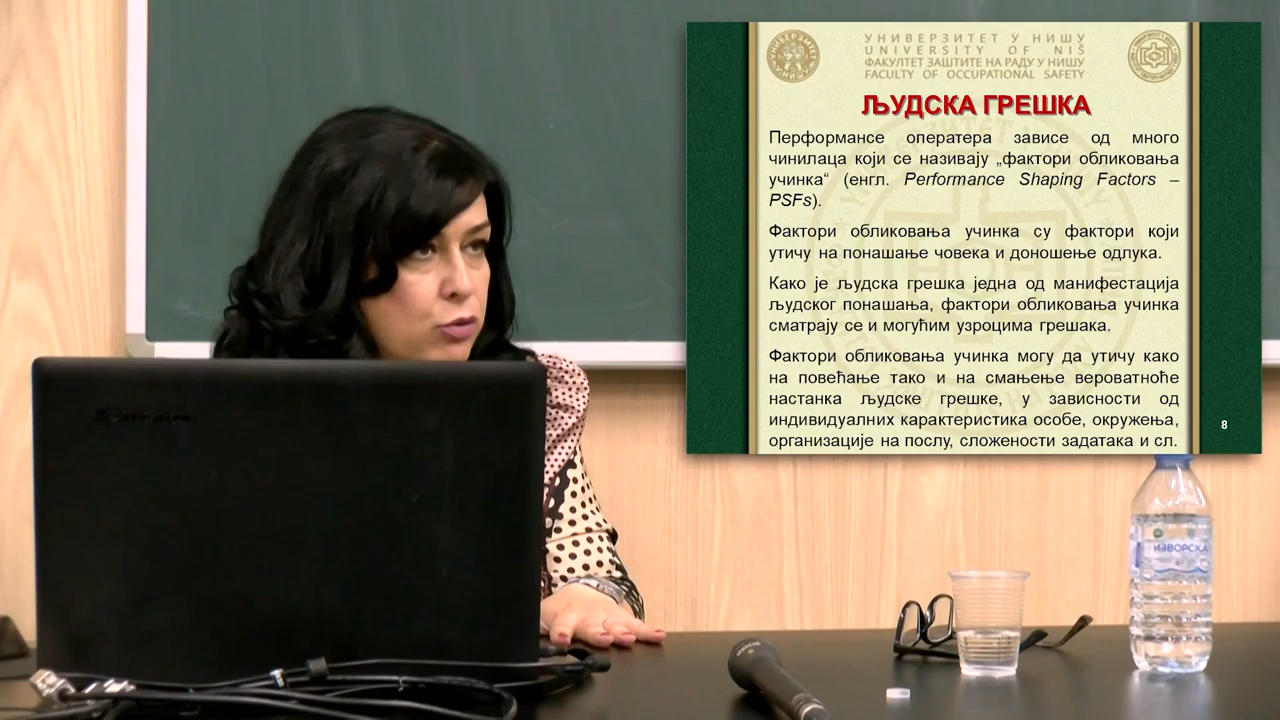 УНИВЕРЗИТЕТ У НИШУ
UNIVERSITY OF NIŠ
ФАКУЛТЕТ ЗАШТИТЕ НА РАДУ У НИШУ
FACULTY OF OCCUPATIONAL SAFETY
ЉУДСКА ГРЕШКА
Перформансе оператера зависе од много
чинилаца који се називају „фактори обликовања
учинка“ (енгл. Performance Shaping Factors –
PSFs).
Фактори обликовања учинка су фактори који
утичу на понашање човека и доношење одлука.
Како је људска грешка једна од манифестација
људског понашања, фактори обликовања учинка
сматрају се и могућим узроцима грешака.
Фактори обликовања учинка могу да утичу како
на повећање тако и на смањење вероватноће
настанка људске грешке, у зависности од
индивидуалних карактеристика особе, окружења,
организације на послу, сложености задатака и сл.
8
ИЗВОРСКА